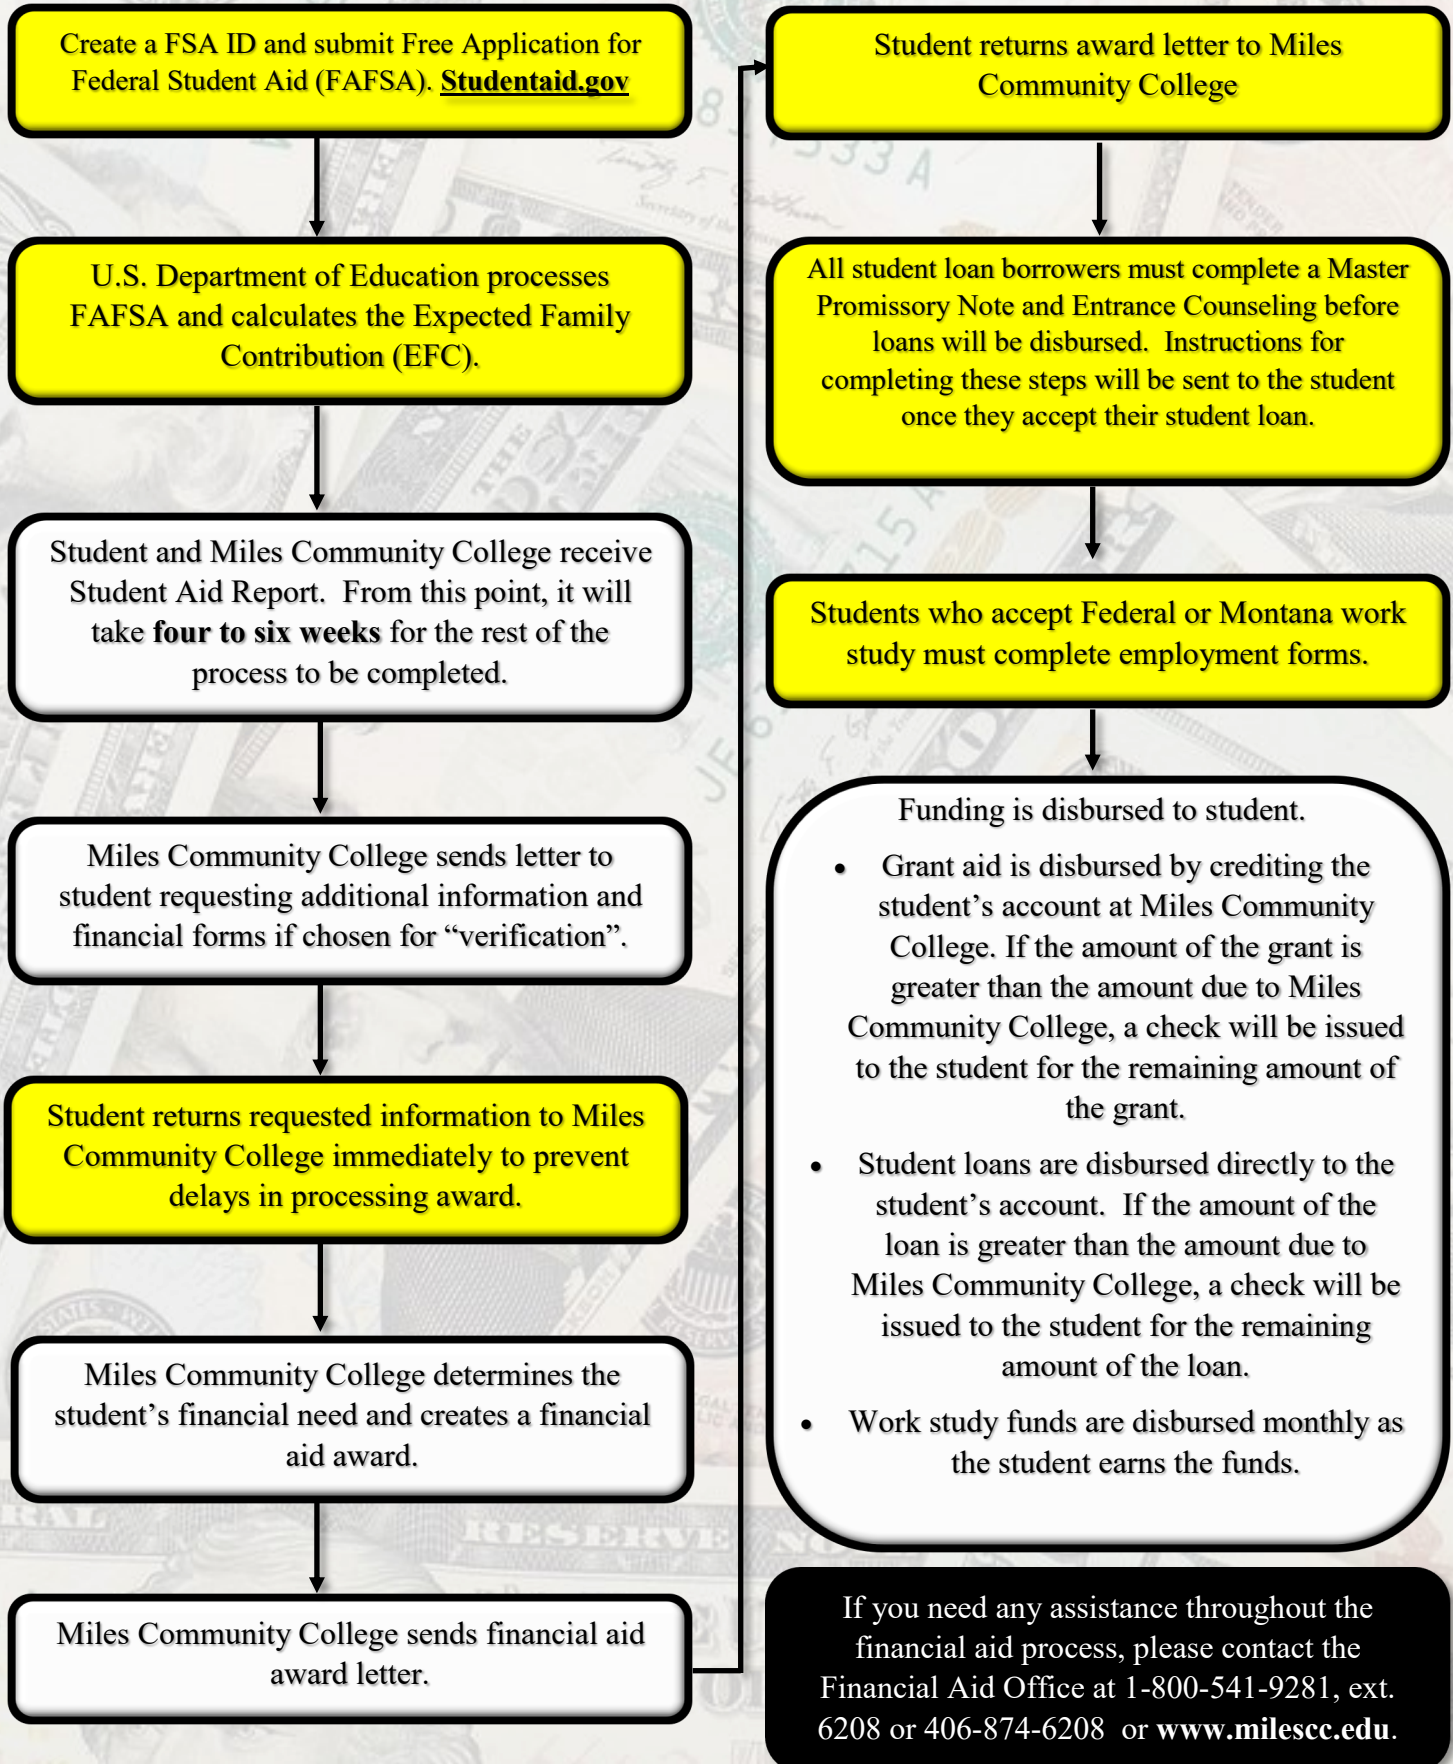 Create a FSA ID and submit Free Application for
Federal Student Aid (FAFSA). Studentaid.gov
U.S. Department of Education processes
FAFSA and calculates the Expected Family
Contribution (EFC).
Student and Miles Community College receive
Student Aid Report. From this point, it will
take four to six weeks for the rest of the
process to be completed.
Miles Community College sends letter to
student requesting additional information and
financial forms if chosen for “verification”.
Student returns requested information to Miles
Community College immediately to prevent
delays in processing award.
Miles Community College determines the
student’s financial need and creates a financial
aid award.
Miles Community College sends financial aid
award letter.
Student returns award letter to Miles
Community College
All student loan borrowers must complete a Master
Promissory Note and Entrance Counseling before
loans will be disbursed. Instructions for
completing these steps will be sent to the student
once they accept their student loan.
Students who accept Federal or Montana work
study must complete employment forms.
Funding is disbursed to student.
• Grant aid is disbursed by crediting the
student’s account at Miles Community
College. If the amount of the grant is
greater than the amount due to Miles
Community College, a check will be issued
to the student for the remaining amount of
the grant.
• Student loans are disbursed directly to the
student’s account. If the amount of the
loan is greater than the amount due to
Miles Community College, a check will be
issued to the student for the remaining
amount of the loan.
• Work study funds are disbursed monthly as
the student earns the funds.
If you need any assistance throughout the
financial aid process, please contact the
Financial Aid Office at 1-800-541-9281, ext.
6208 or 406-874-6208 or www.milescc.edu.